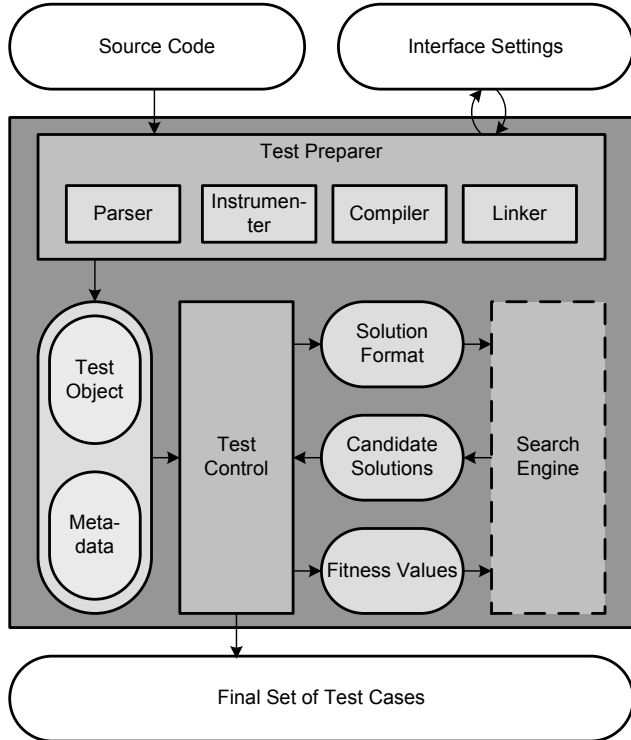 Source Code
Interface Settings
Test Preparer
Parser
Instrumen-
ter
Compiler
Linker
Test
Object
Meta-
data
Test
Control
Solution
Format
Candidate
Solutions
Fitness Values
Search
Engine
Final Set of Test Cases